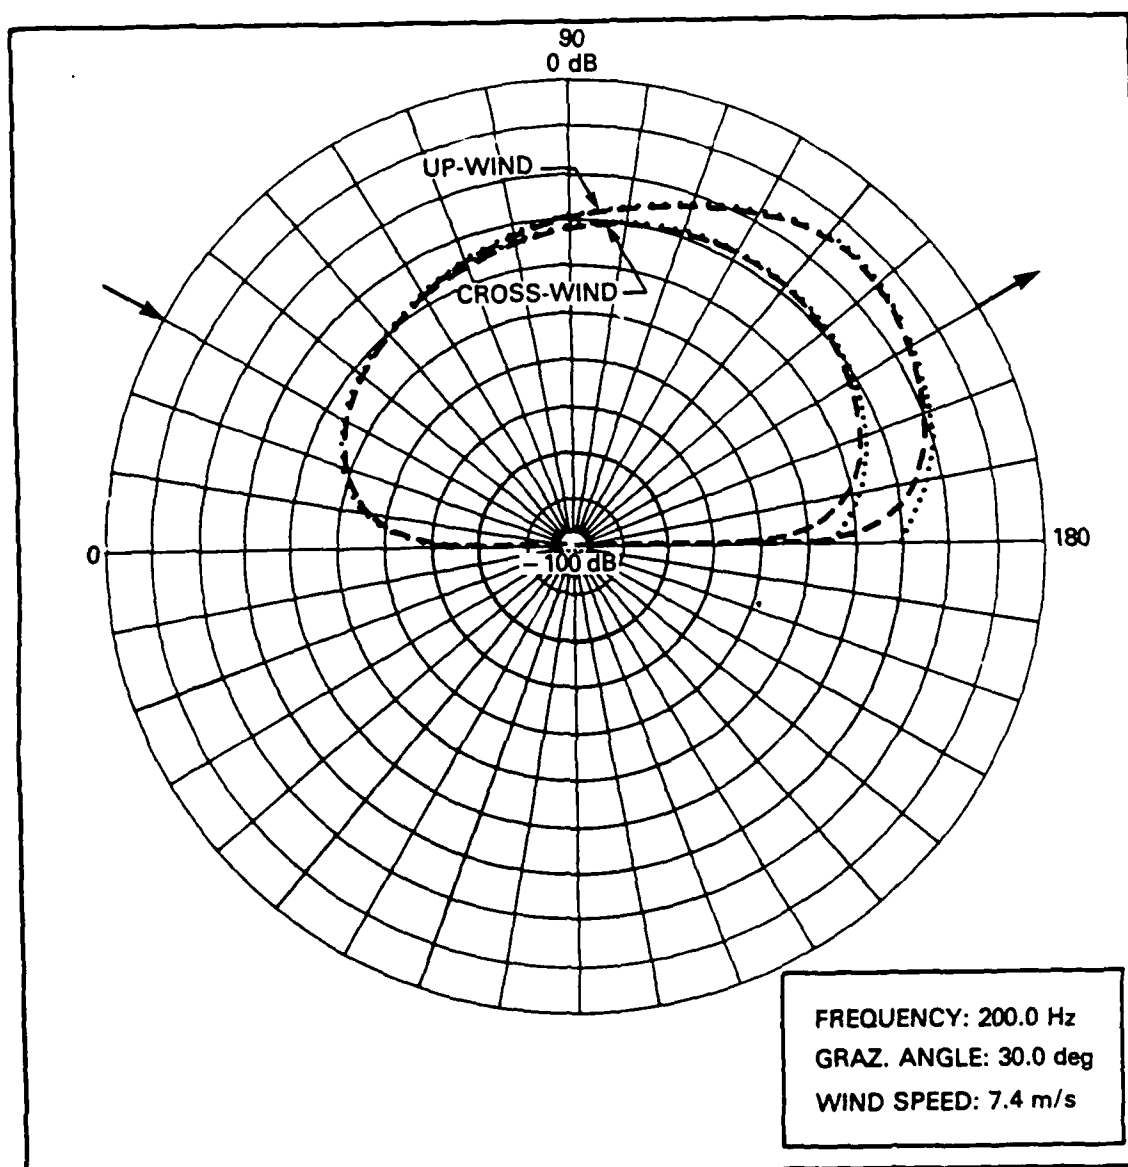 90
0 dB
UP-WIND
CROSS-WIND
0
180
– 100 dB
FREQUENCY: 200.0 Hz
GRAZ. ANGLE: 30.0 deg
WIND SPEED: 7.4 m/s